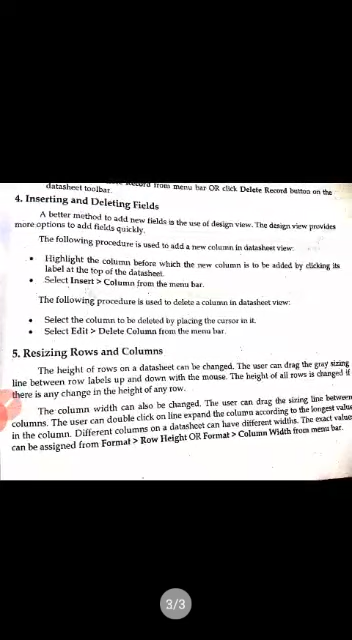 Record from menu bar OR click Delete Record button on the
datasheet toolbar.
4. Inserting and Deleting Fields
A better method to add new fields is the use of design view. The design view provides
more options to add fields quickly.
The following procedure is used to add a new column in datasheet view:
• Highlight the column before which the new column is to be added by clicking its
label at the top of the datasheet.
• Select Insert > Column from the menu bar.
The following procedure is used to delete a column in datasheet view:
• Select the column to be deleted by placing the cursor in it.
• Select Edit > Delete Column from the menu bar.
5. Resizing Rows and Columns
The height of rows on a datasheet can be changed. The user can drag the gray sizing
line between row labels up and down with the mouse. The height of all rows is changed if
there is any change in the height of any row.
The column width can also be changed. The user can drag the sizing line between
columns. The user can double click on line expand the column according to the longest value
in the column. Different columns on a datasheet can have different widths. The exact value
can be assigned from Format > Row Height OR Format > Column Width from menu bar.
3/3